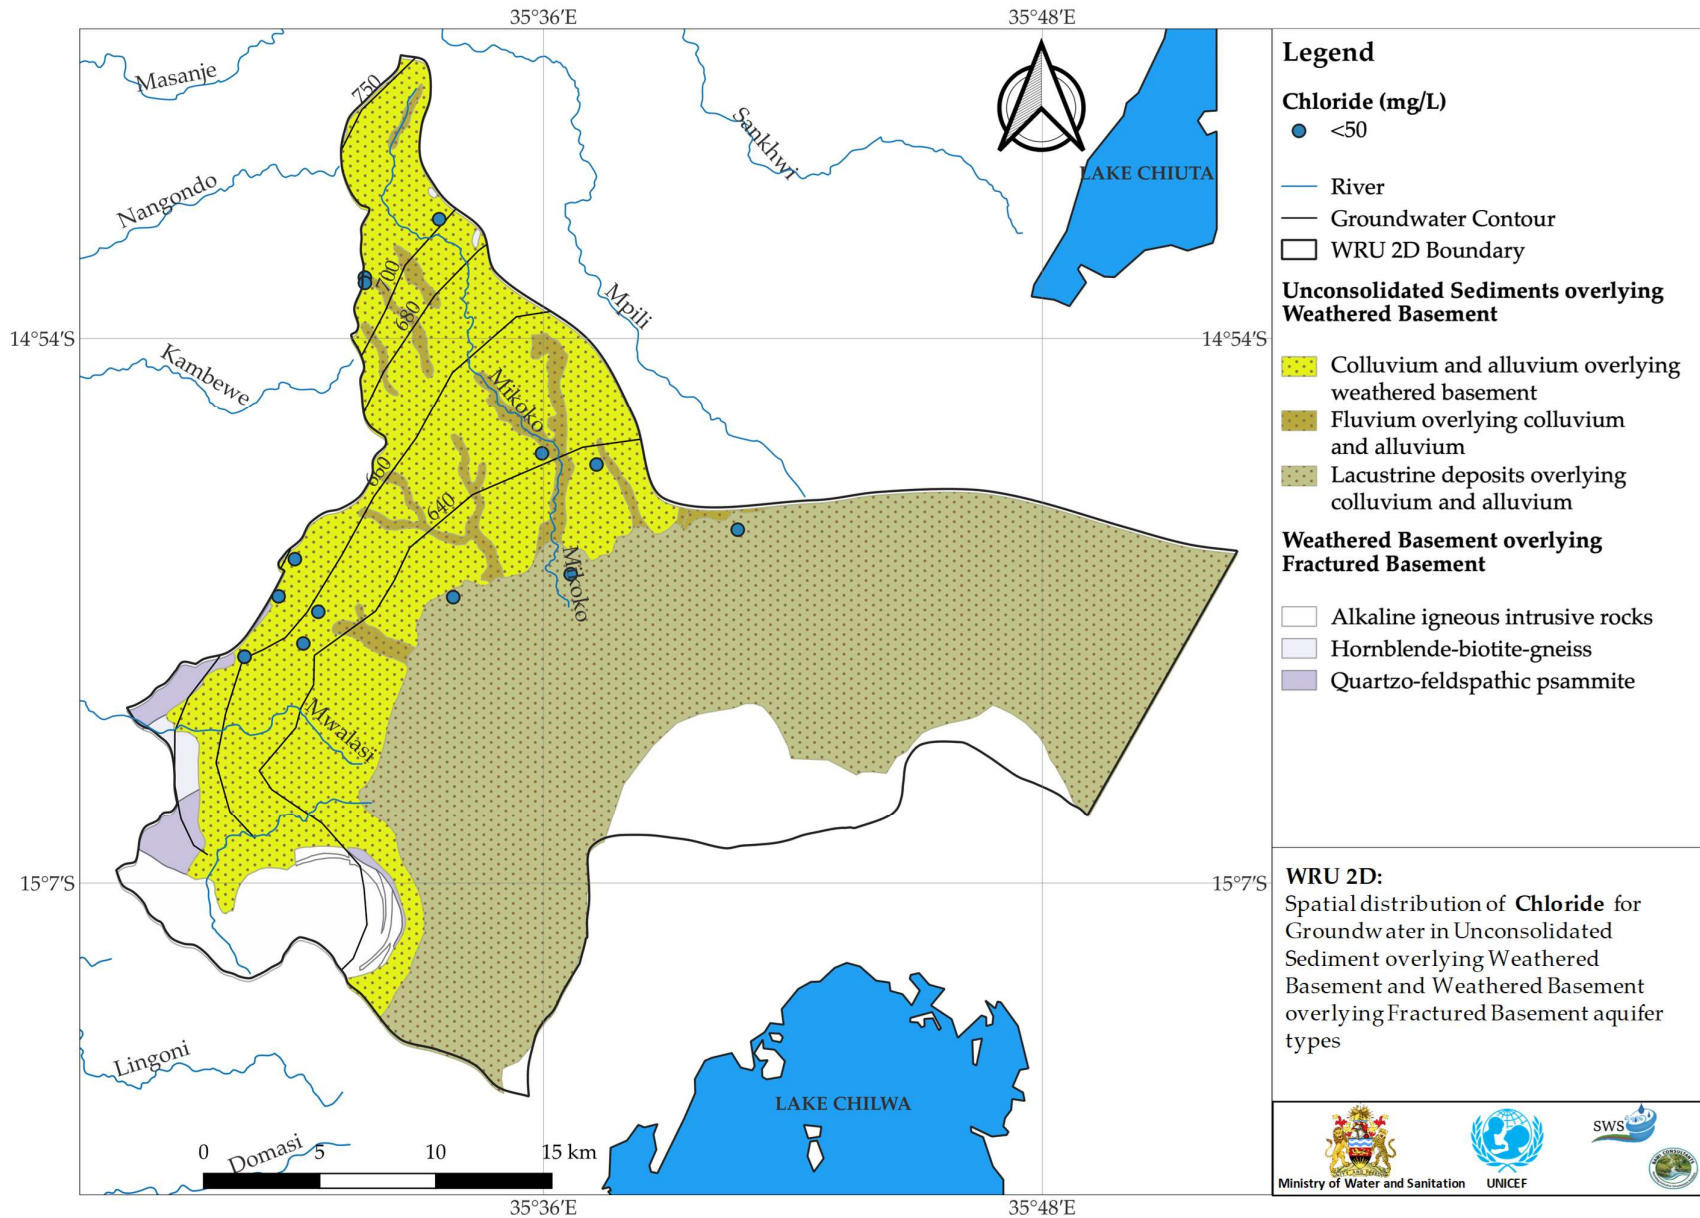 35°36′E
35°48′E
Masanje
750
Sankhwi
LAKE CHIUTA
Nangondo
700
680
Mpili
14°54′S
14°54′S
Kambewe
Mikoko
660
640
Mikoko
Mwalasi
15°7′S
15°7′S
Lingoni
LAKE CHILWA
Domasi
0 5 10 15 km
35°36′E
35°48′E
Legend
Chloride (mg/L)
<50
River
Groundwater Contour
WRU 2D Boundary
Unconsolidated Sediments overlying
Weathered Basement
Colluvium and alluvium overlying
weathered basement
Fluvium overlying colluvium
and alluvium
Lacustrine deposits overlying
colluvium and alluvium
Weathered Basement overlying
Fractured Basement
Alkaline igneous intrusive rocks
Hornblende-biotite-gneiss
Quartzo-feldspathic psammite
WRU 2D:
Spatial distribution of Chloride for
Groundwater in Unconsolidated
Sediment overlying Weathered
Basement and Weathered Basement
overlying Fractured Basement aquifer
types
Ministry of Water and Sanitation
UNICEF
SWS